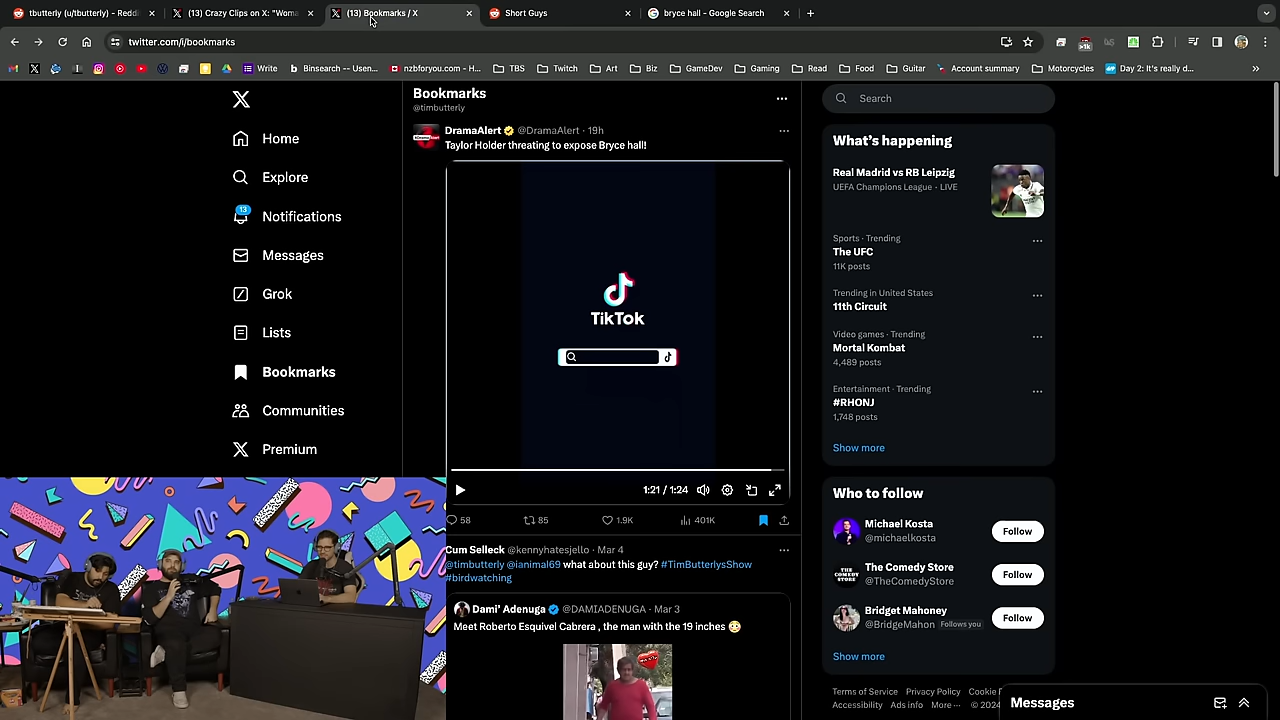 tbutterly (u/tbutterly) – Reddi
(13) Crazy Clips on X: "Woma
(13) Bookmarks / X
Short Guys
bryce hall - Google Search
twitter.com/i/bookmarks
>1k
Write
Binsearch -- Usen...
nzbforyou.com - H...
TBS
Twitch
Art
Biz
GameDev
Gaming
Read
Food
Guitar
Account summary
Motorcycles
Day 2: It's really d...
Home
Explore
13
Notifications
Messages
Grok
Lists
Bookmarks
Communities
Premium
Bookmarks
@timbutterly
DramaAlert @DramaAlert · 19h
Taylor Holder threating to expose Bryce hall!
TikTok
1:21 / 1:24
58
85
1.9K
401K
Cum Selleck @kennyhatesjello · Mar 4
@timbutterly @ianimal69 what about this guy? #TimButterlysShow
#birdwatching
Dami' Adenuga @DAMIADENUGA · Mar 3
Meet Roberto Esquivel Cabrera , the man with the 19 inches 😳
Search
What's happening
Real Madrid vs RB Leipzig
UEFA Champions League · LIVE
Sports · Trending
The UFC
11K posts
Trending in United States
11th Circuit
Video games · Trending
Mortal Kombat
4,489 posts
Entertainment · Trending
#RHONJ
1,748 posts
Show more
Who to follow
Michael Kosta
@michaelkosta
Follow
The Comedy Store
@TheComedyStore
Follow
Bridget Mahoney
@BridgeMahon Follows you
Follow
Show more
Terms of Service Privacy Policy Cookie P
Accessibility Ads info More ··· © 2024
Messages